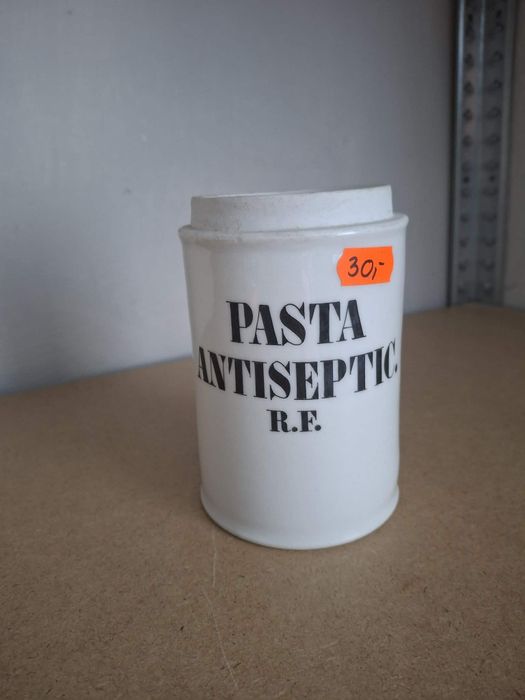 30,-
PASTA
ANTISEPTIC.
R.F.